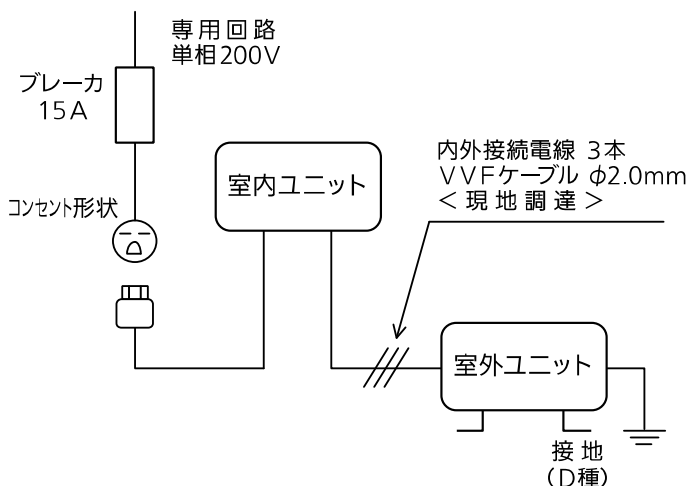 専用回路
単相200V
ブレーカ
15A
コンセント形状
室内ユニット
内外接続電線 3本
VVFケーブル φ2.0mm
<現地調達>
室外ユニット
接地
(D種)